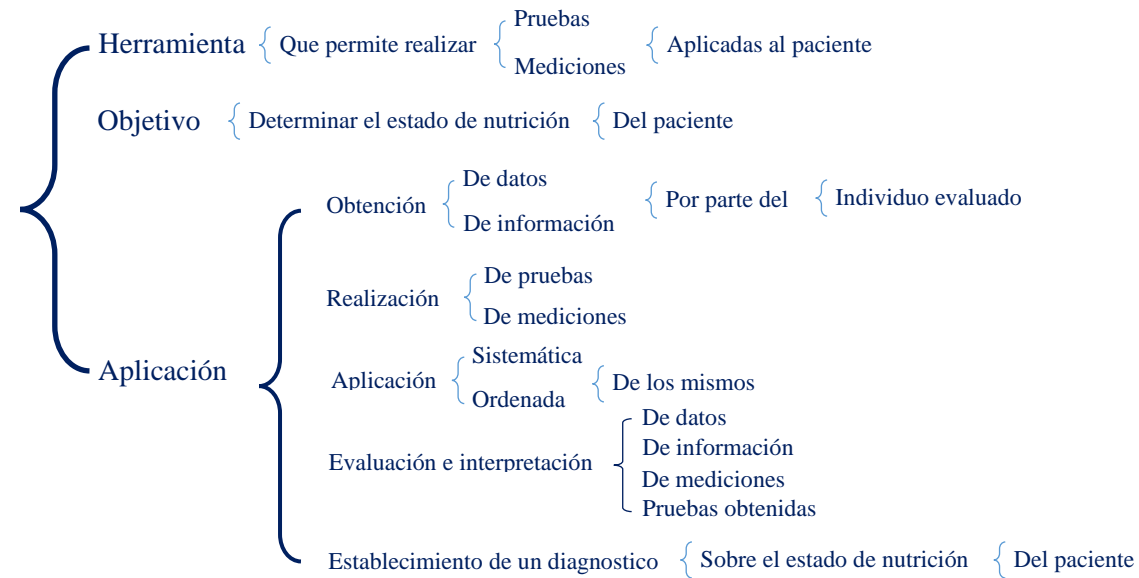 Herramienta
Que permite realizar
Pruebas
Mediciones
Aplicadas al paciente
Objetivo
Determinar el estado de nutrición
Del paciente
Aplicación
Obtención
De datos
De información
Por parte del
Individuo evaluado
Realización
De pruebas
De mediciones
Aplicación
Sistemática
Ordenada
De los mismos
Evaluación e interpretación
De datos
De información
De mediciones
Pruebas obtenidas
Establecimiento de un diagnostico
Sobre el estado de nutrición
Del paciente